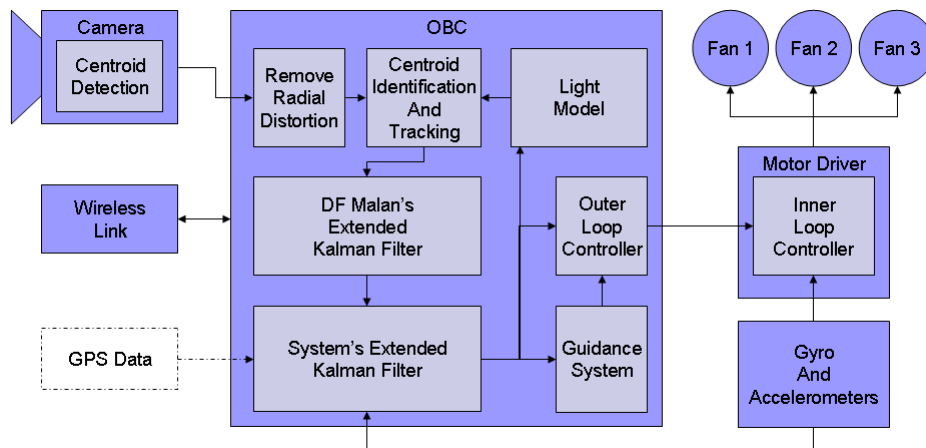 Camera
Centroid
Detection
OBC
Remove
Radial
Distortion
Centroid
Identification
And
Tracking
Light
Model
Fan 1
Fan 2
Fan 3
Wireless
Link
DF Malan's
Extended
Kalman Filter
Outer
Loop
Controller
Motor Driver
Inner
Loop
Controller
GPS Data
System's Extended
Kalman Filter
Guidance
System
Gyro
And
Accelerometers